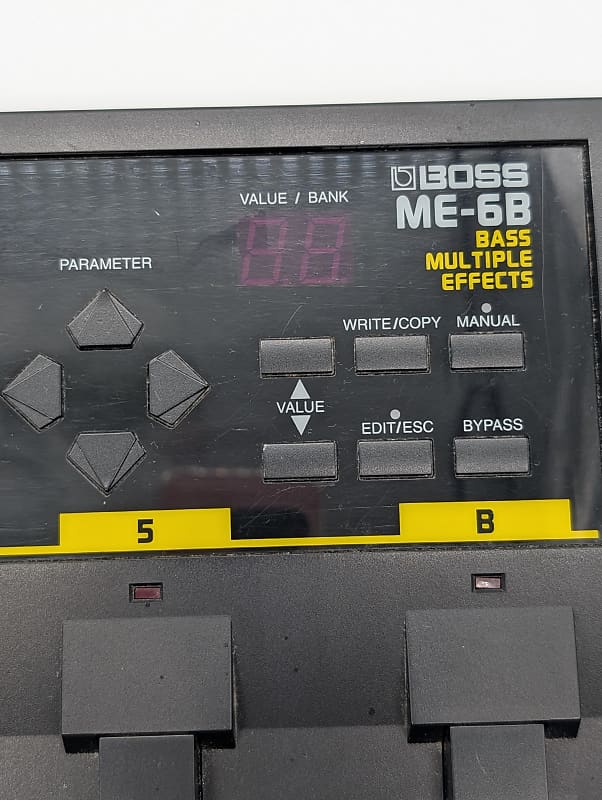 BOSS
ME-6B
BASS
MULTIPLE
EFFECTS
VALUE / BANK
PARAMETER
WRITE/COPY
MANUAL
VALUE
EDIT/ESC
BYPASS
5
B